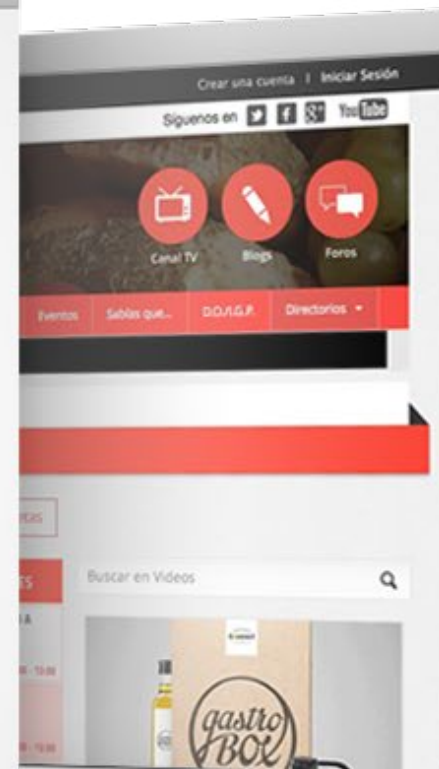 Crear una cuenta | Iniciar Sesión
Síguenos en YouTube
Canal TV Blogs Foros
Eventos Sabías que... D.O./I.G.P. Directorios
Buscar en Videos
gastro
BOX